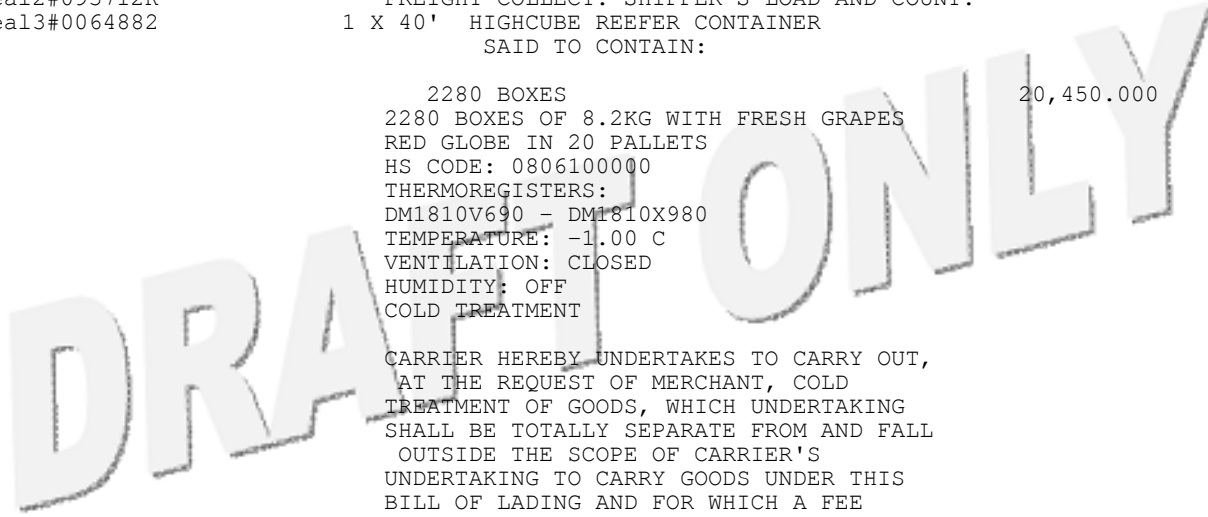 FREIGHT COLLECT. SHIPPER'S LOAD AND COUNT.
eal3#0064882 1 X 40' HIGHCUBE REEFER CONTAINER
SAID TO CONTAIN:
2280 BOXES 20,450.000
2280 BOXES OF 8.2KG WITH FRESH GRAPES
RED GLOBE IN 20 PALLETS
HS CODE: 0806100000
THERMOREGISTERS:
DM1810V690 - DM1810X980
TEMPERATURE: -1.00 C
VENTILATION: CLOSED
HUMIDITY: OFF
COLD TREATMENT
CARRIER HEREBY UNDERTAKES TO CARRY OUT,
AT THE REQUEST OF MERCHANT, COLD
TREATMENT OF GOODS, WHICH UNDERTAKING
SHALL BE TOTALLY SEPARATE FROM AND FALL
OUTSIDE THE SCOPE OF CARRIER'S
UNDERTAKING TO CARRY GOODS UNDER THIS
BILL OF LADING AND FOR WHICH A FEE
DRAFT ONLY